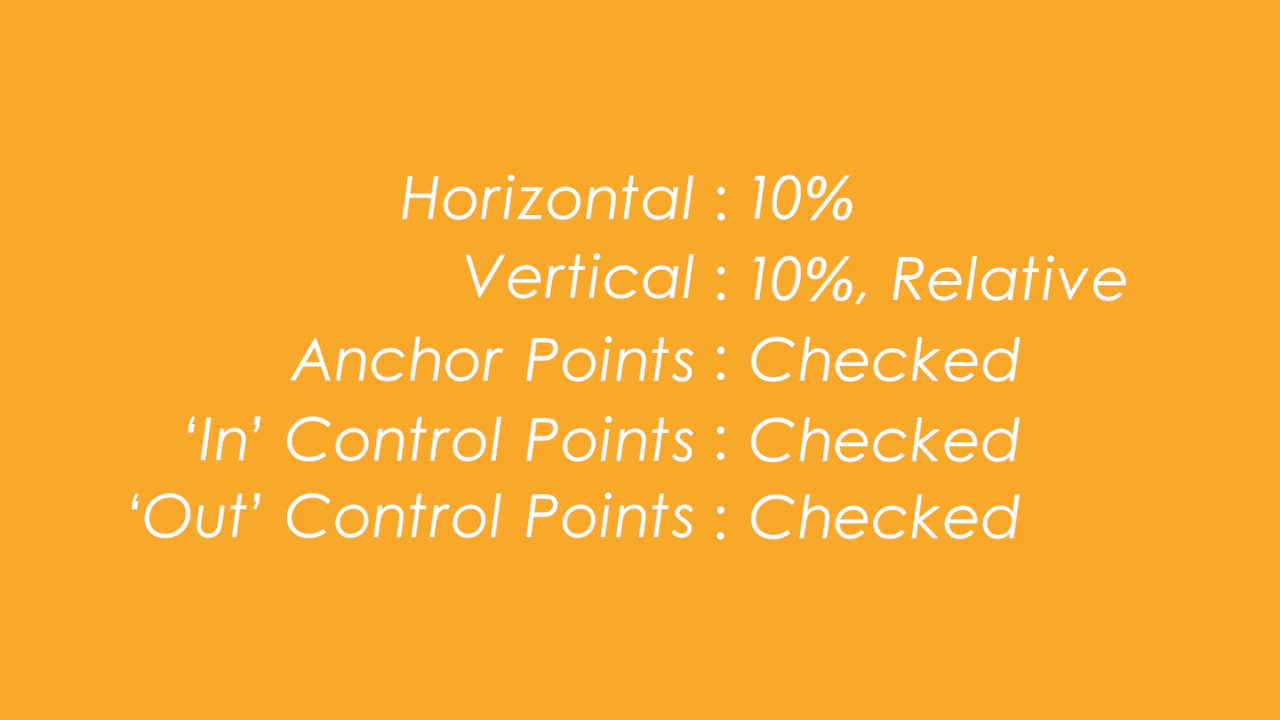 Horizontal : 10%
Vertical : 10%, Relative
Anchor Points : Checked
‘In’ Control Points : Checked
‘Out’ Control Points : Checked